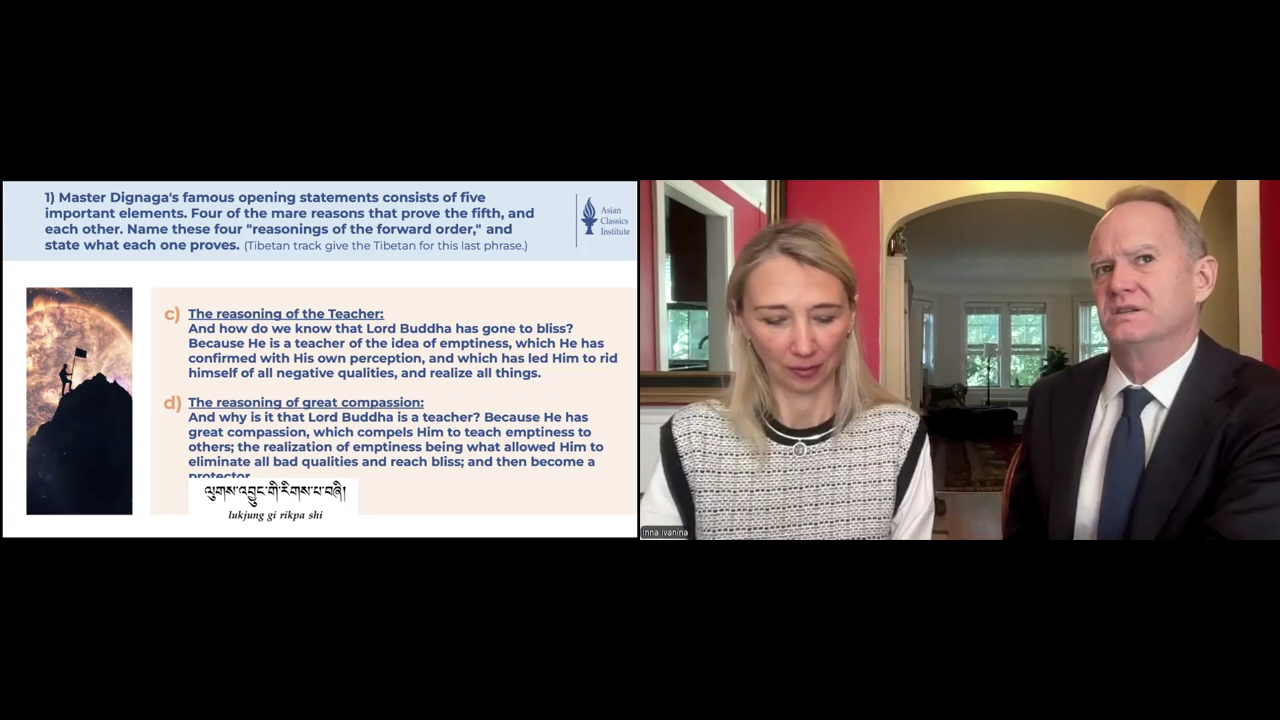 1) Master Dignaga's famous opening statements consists of five
important elements. Four of the mare reasons that prove the fifth, and
each other. Name these four "reasonings of the forward order," and
state what each one proves. (Tibetan track give the Tibetan for this last phrase.)
Asian
Classics
Institute
c) The reasoning of the Teacher:
And how do we know that Lord Buddha has gone to bliss?
Because He is a teacher of the idea of emptiness, which He has
confirmed with His own perception, and which has led Him to rid
himself of all negative qualities, and realize all things.
d) The reasoning of great compassion:
And why is it that Lord Buddha is a teacher? Because He has
great compassion, which compels Him to teach emptiness to
others; the realization of emptiness being what allowed Him to
eliminate all bad qualities and reach bliss; and then become a
protector.
ལུགས་འབྱུང་གི་རིགས་པ་བཞི།
lukjung gi rikpa shi
Inna Ivanina